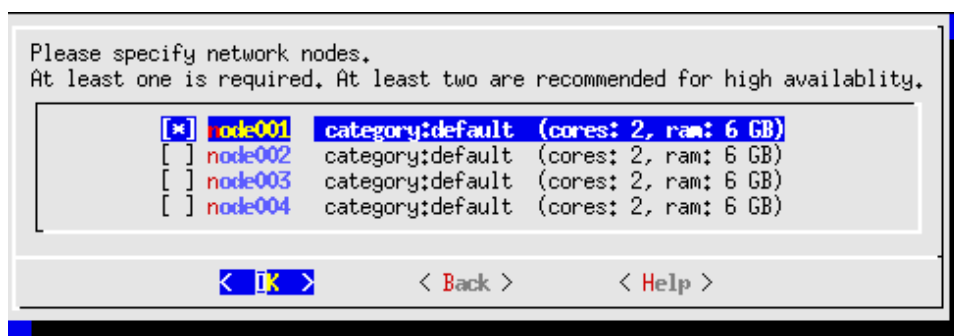 Please specify network nodes.
At least one is required. At least two are recommended for high availablity.
[*] node001 category:default (cores: 2, ram: 6 GB)
[ ] node002 category:default (cores: 2, ram: 6 GB)
[ ] node003 category:default (cores: 2, ram: 6 GB)
[ ] node004 category:default (cores: 2, ram: 6 GB)
< OK > < Back > < Help >